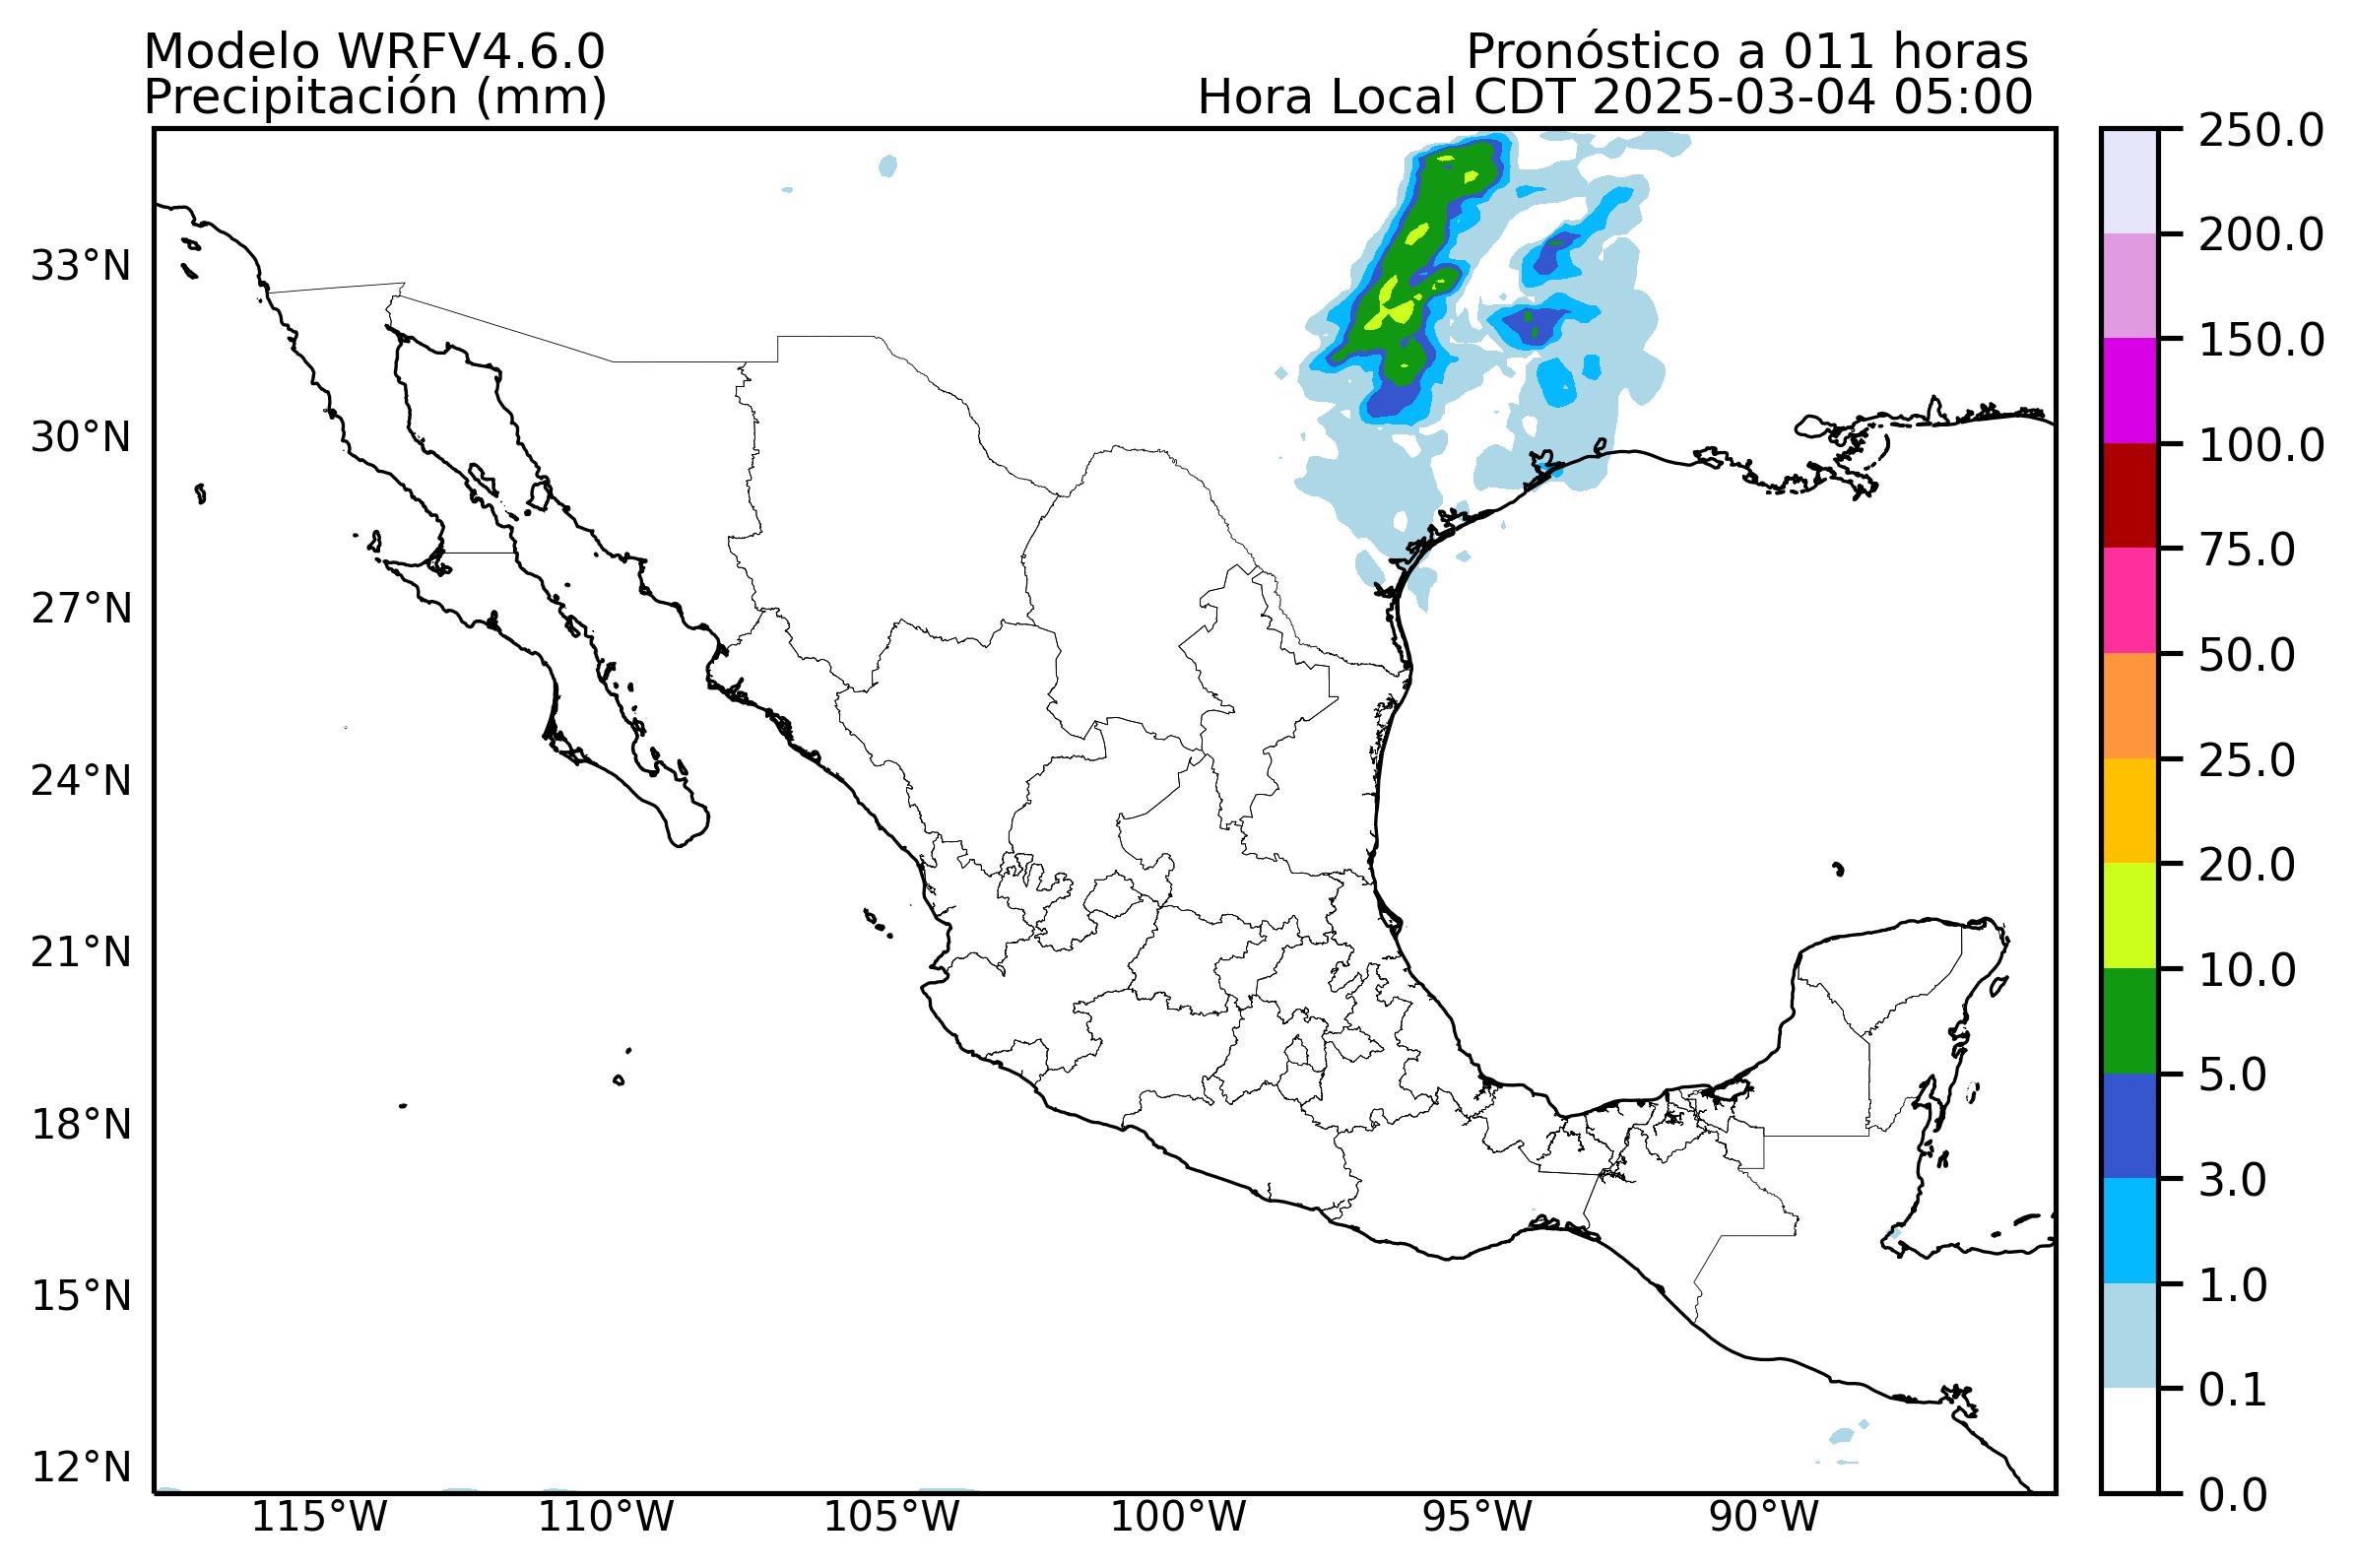 Modelo WRFV4.6.0
Pronóstico a 011 horas
Precipitación (mm)
Hora Local CDT 2025-03-04 05:00
33°N
30°N
27°N
24°N
21°N
18°N
15°N
12°N
115°W
110°W
105°W
100°W
95°W
90°W
250.0
200.0
150.0
100.0
75.0
50.0
25.0
20.0
10.0
5.0
3.0
1.0
0.1
0.0